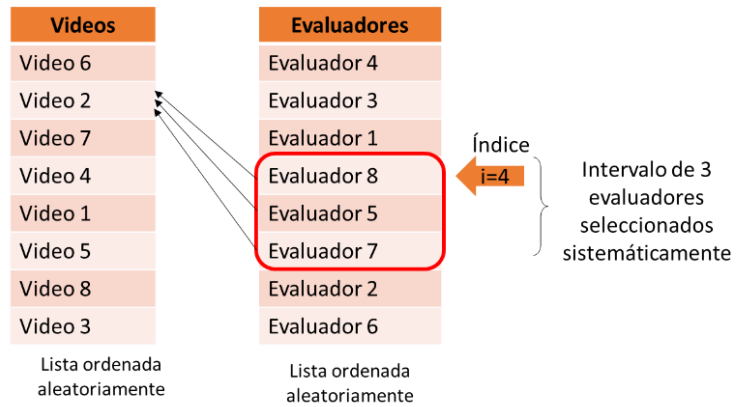 Videos
Video 6
Video 2
Video 7
Video 4
Video 1
Video 5
Video 8
Video 3
Lista ordenada
aleatoriamente
Evaluadores
Evaluador 4
Evaluador 3
Evaluador 1
Evaluador 8
Evaluador 5
Evaluador 7
Evaluador 2
Evaluador 6
Lista ordenada
aleatoriamente
Índice
i=4
Intervalo de 3
evaluadores
seleccionados
sistemáticamente